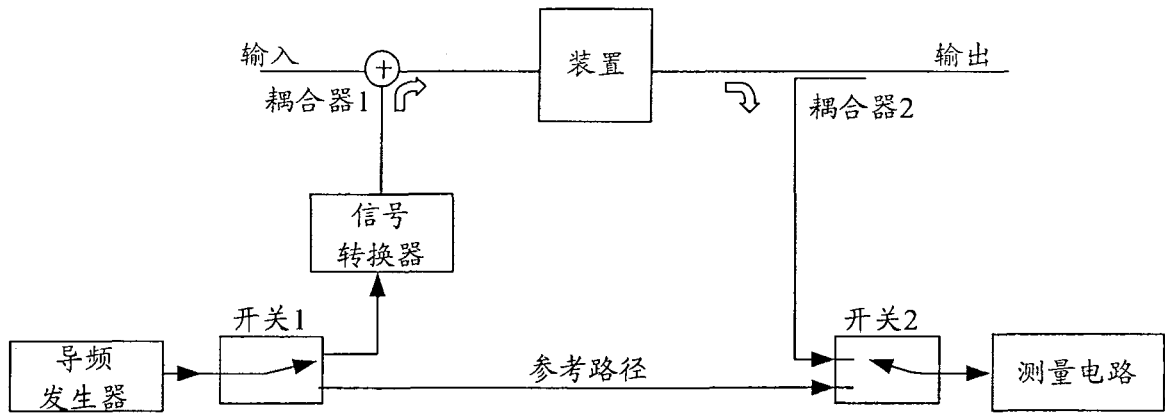 输入
装置
输出
耦合器1
耦合器2
信号
转换器
开关1
开关2
导频
发生器
参考路径
测量电路